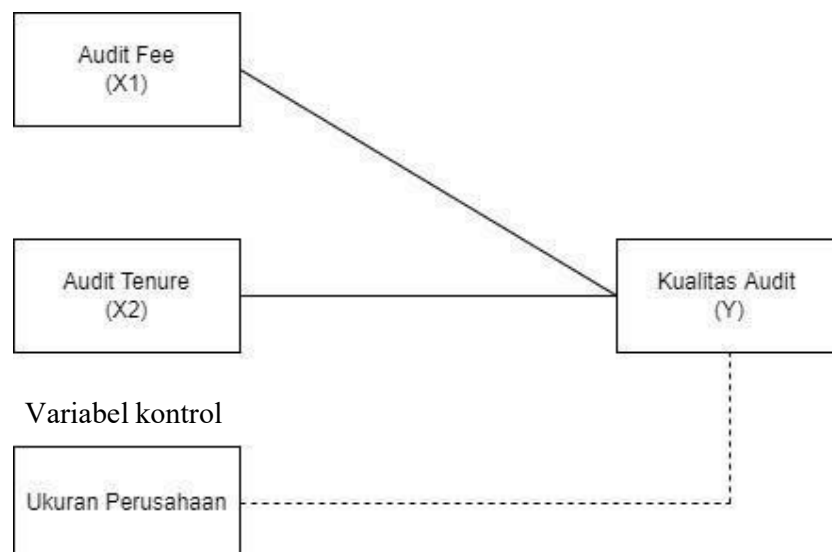 Audit Fee
(X1)
Audit Tenure
(X2)
Kualitas Audit
(Y)
Variabel kontrol
Ukuran Perusahaan